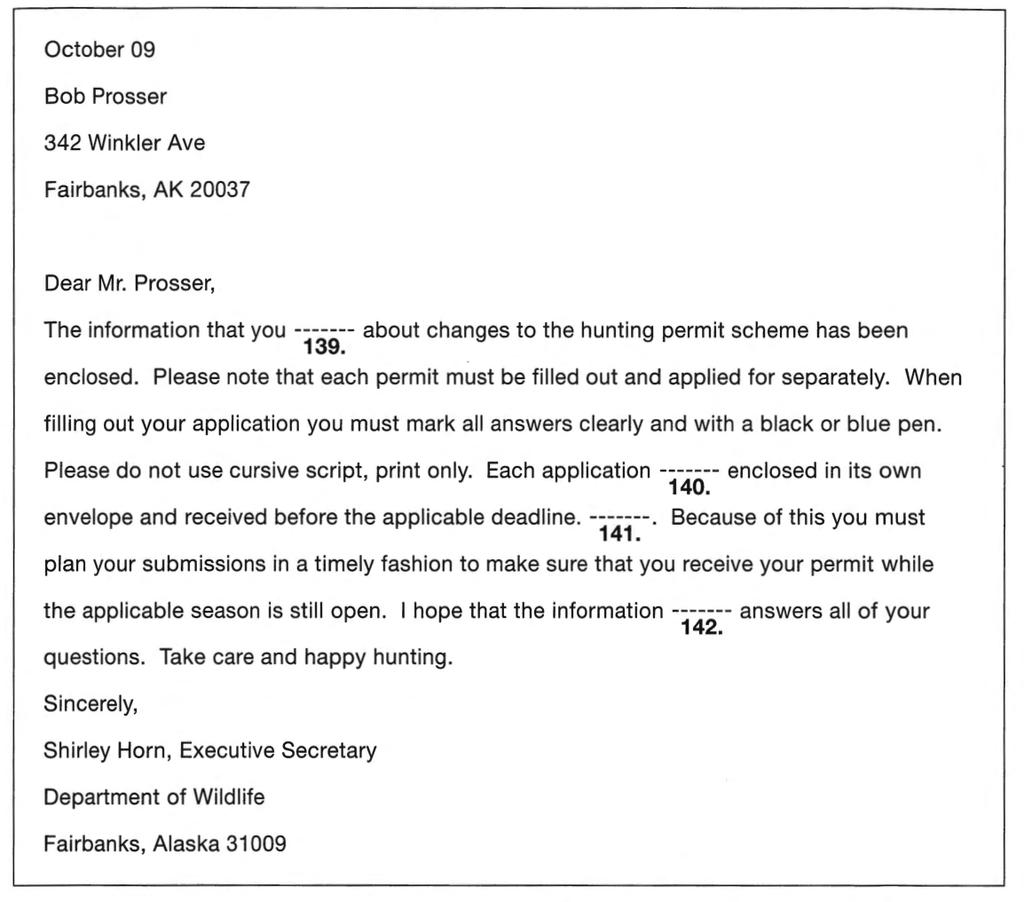 October 09
Bob Prosser
342 Winkler Ave
Fairbanks, AK 20037
Dear Mr. Prosser,
The information that you ------- about changes to the hunting permit scheme has been
139.
enclosed. Please note that each permit must be filled out and applied for separately. When
filling out your application you must mark all answers clearly and with a black or blue pen.
Please do not use cursive script, print only. Each application ------- enclosed in its own
140.
envelope and received before the applicable deadline. -------. Because of this you must
141.
plan your submissions in a timely fashion to make sure that you receive your permit while
the applicable season is still open. I hope that the information ------- answers all of your
142.
questions. Take care and happy hunting.
Sincerely,
Shirley Horn, Executive Secretary
Department of Wildlife
Fairbanks, Alaska 31009